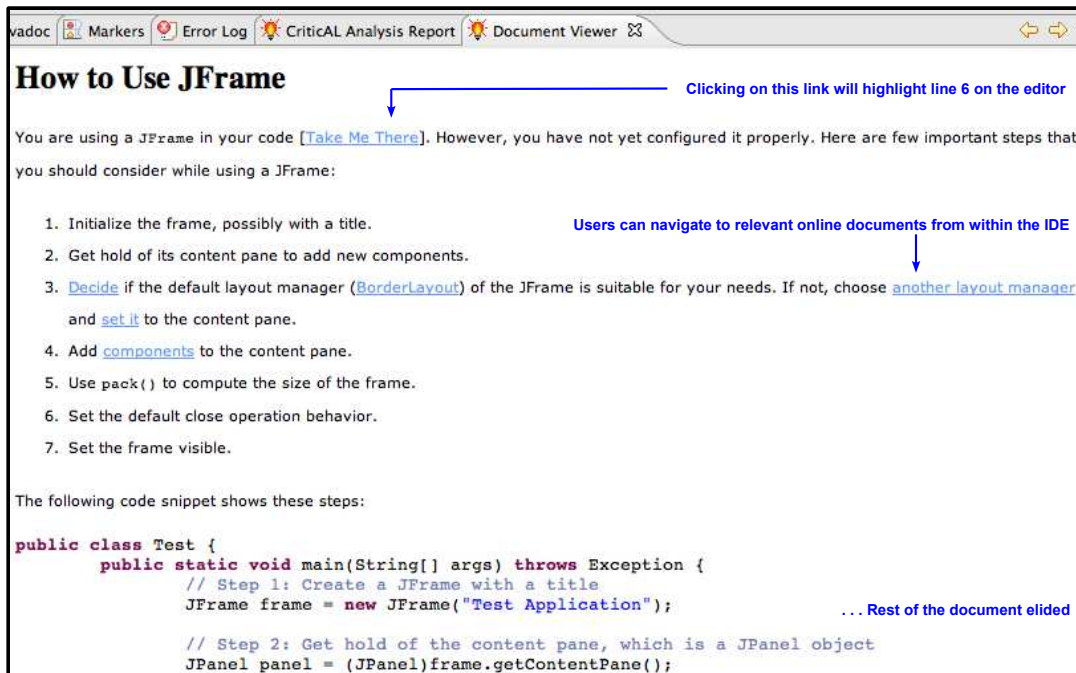 vadoc Markers Error Log CriticAL Analysis Report Document Viewer
How to Use JFrame
Clicking on this link will highlight line 6 on the editor
You are using a JFrame in your code [Take Me There]. However, you have not yet configured it properly. Here are few important steps that
you should consider while using a JFrame:
1. Initialize the frame, possibly with a title.
Users can navigate to relevant online documents from within the IDE
2. Get hold of its content pane to add new components.
3. Decide if the default layout manager (BorderLayout) of the JFrame is suitable for your needs. If not, choose another layout manager
and set it to the content pane.
4. Add components to the content pane.
5. Use pack() to compute the size of the frame.
6. Set the default close operation behavior.
7. Set the frame visible.
The following code snippet shows these steps:
public class Test {
public static void main(String[] args) throws Exception {
// Step 1: Create a JFrame with a title
JFrame frame = new JFrame("Test Application");
. . . Rest of the document elided
// Step 2: Get hold of the content pane, which is a JPanel object
JPanel panel = (JPanel)frame.getContentPane();